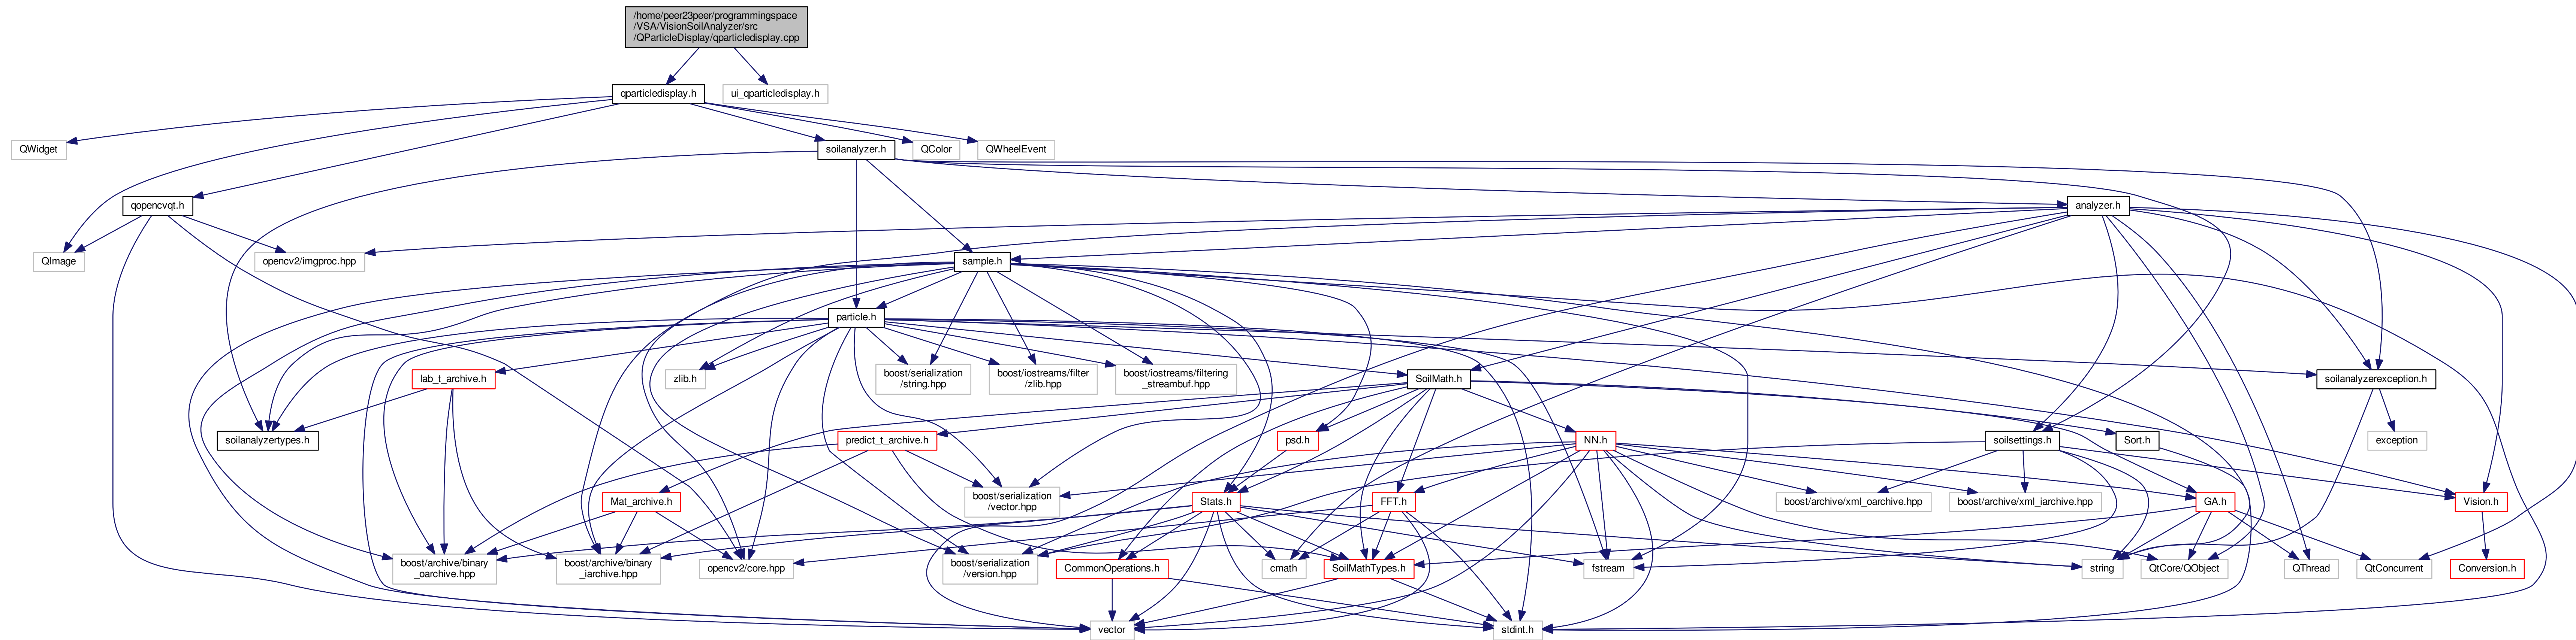 /home/peer23peer/programmingspace
/VSA/VisionSoilAnalyzer/src
/QParticleDisplay/qparticledisplay.cpp
qparticledisplay.h
ui_qparticledisplay.h
QWidget
soilanalyzer.h
QColor
QWheelEvent
qopencvqt.h
analyzer.h
QImage
opencv2/imgproc.hpp
sample.h
particle.h
lab_t_archive.h
zlib.h
boost/serialization
/string.hpp
boost/iostreams/filter
/zlib.hpp
boost/iostreams/filtering
_streambuf.hpp
SoilMath.h
soilanalyzerexception.h
soilanalyzertypes.h
predict_t_archive.h
psd.h
NN.h
soilsettings.h
Sort.h
exception
Mat_archive.h
boost/serialization
/vector.hpp
Stats.h
FFT.h
boost/archive/xml_oarchive.hpp
boost/archive/xml_iarchive.hpp
GA.h
Vision.h
boost/archive/binary
_oarchive.hpp
boost/archive/binary
_iarchive.hpp
opencv2/core.hpp
boost/serialization
/version.hpp
CommonOperations.h
cmath
SoilMathTypes.h
fstream
string
QtCore/QObject
QThread
QtConcurrent
Conversion.h
vector
stdint.h